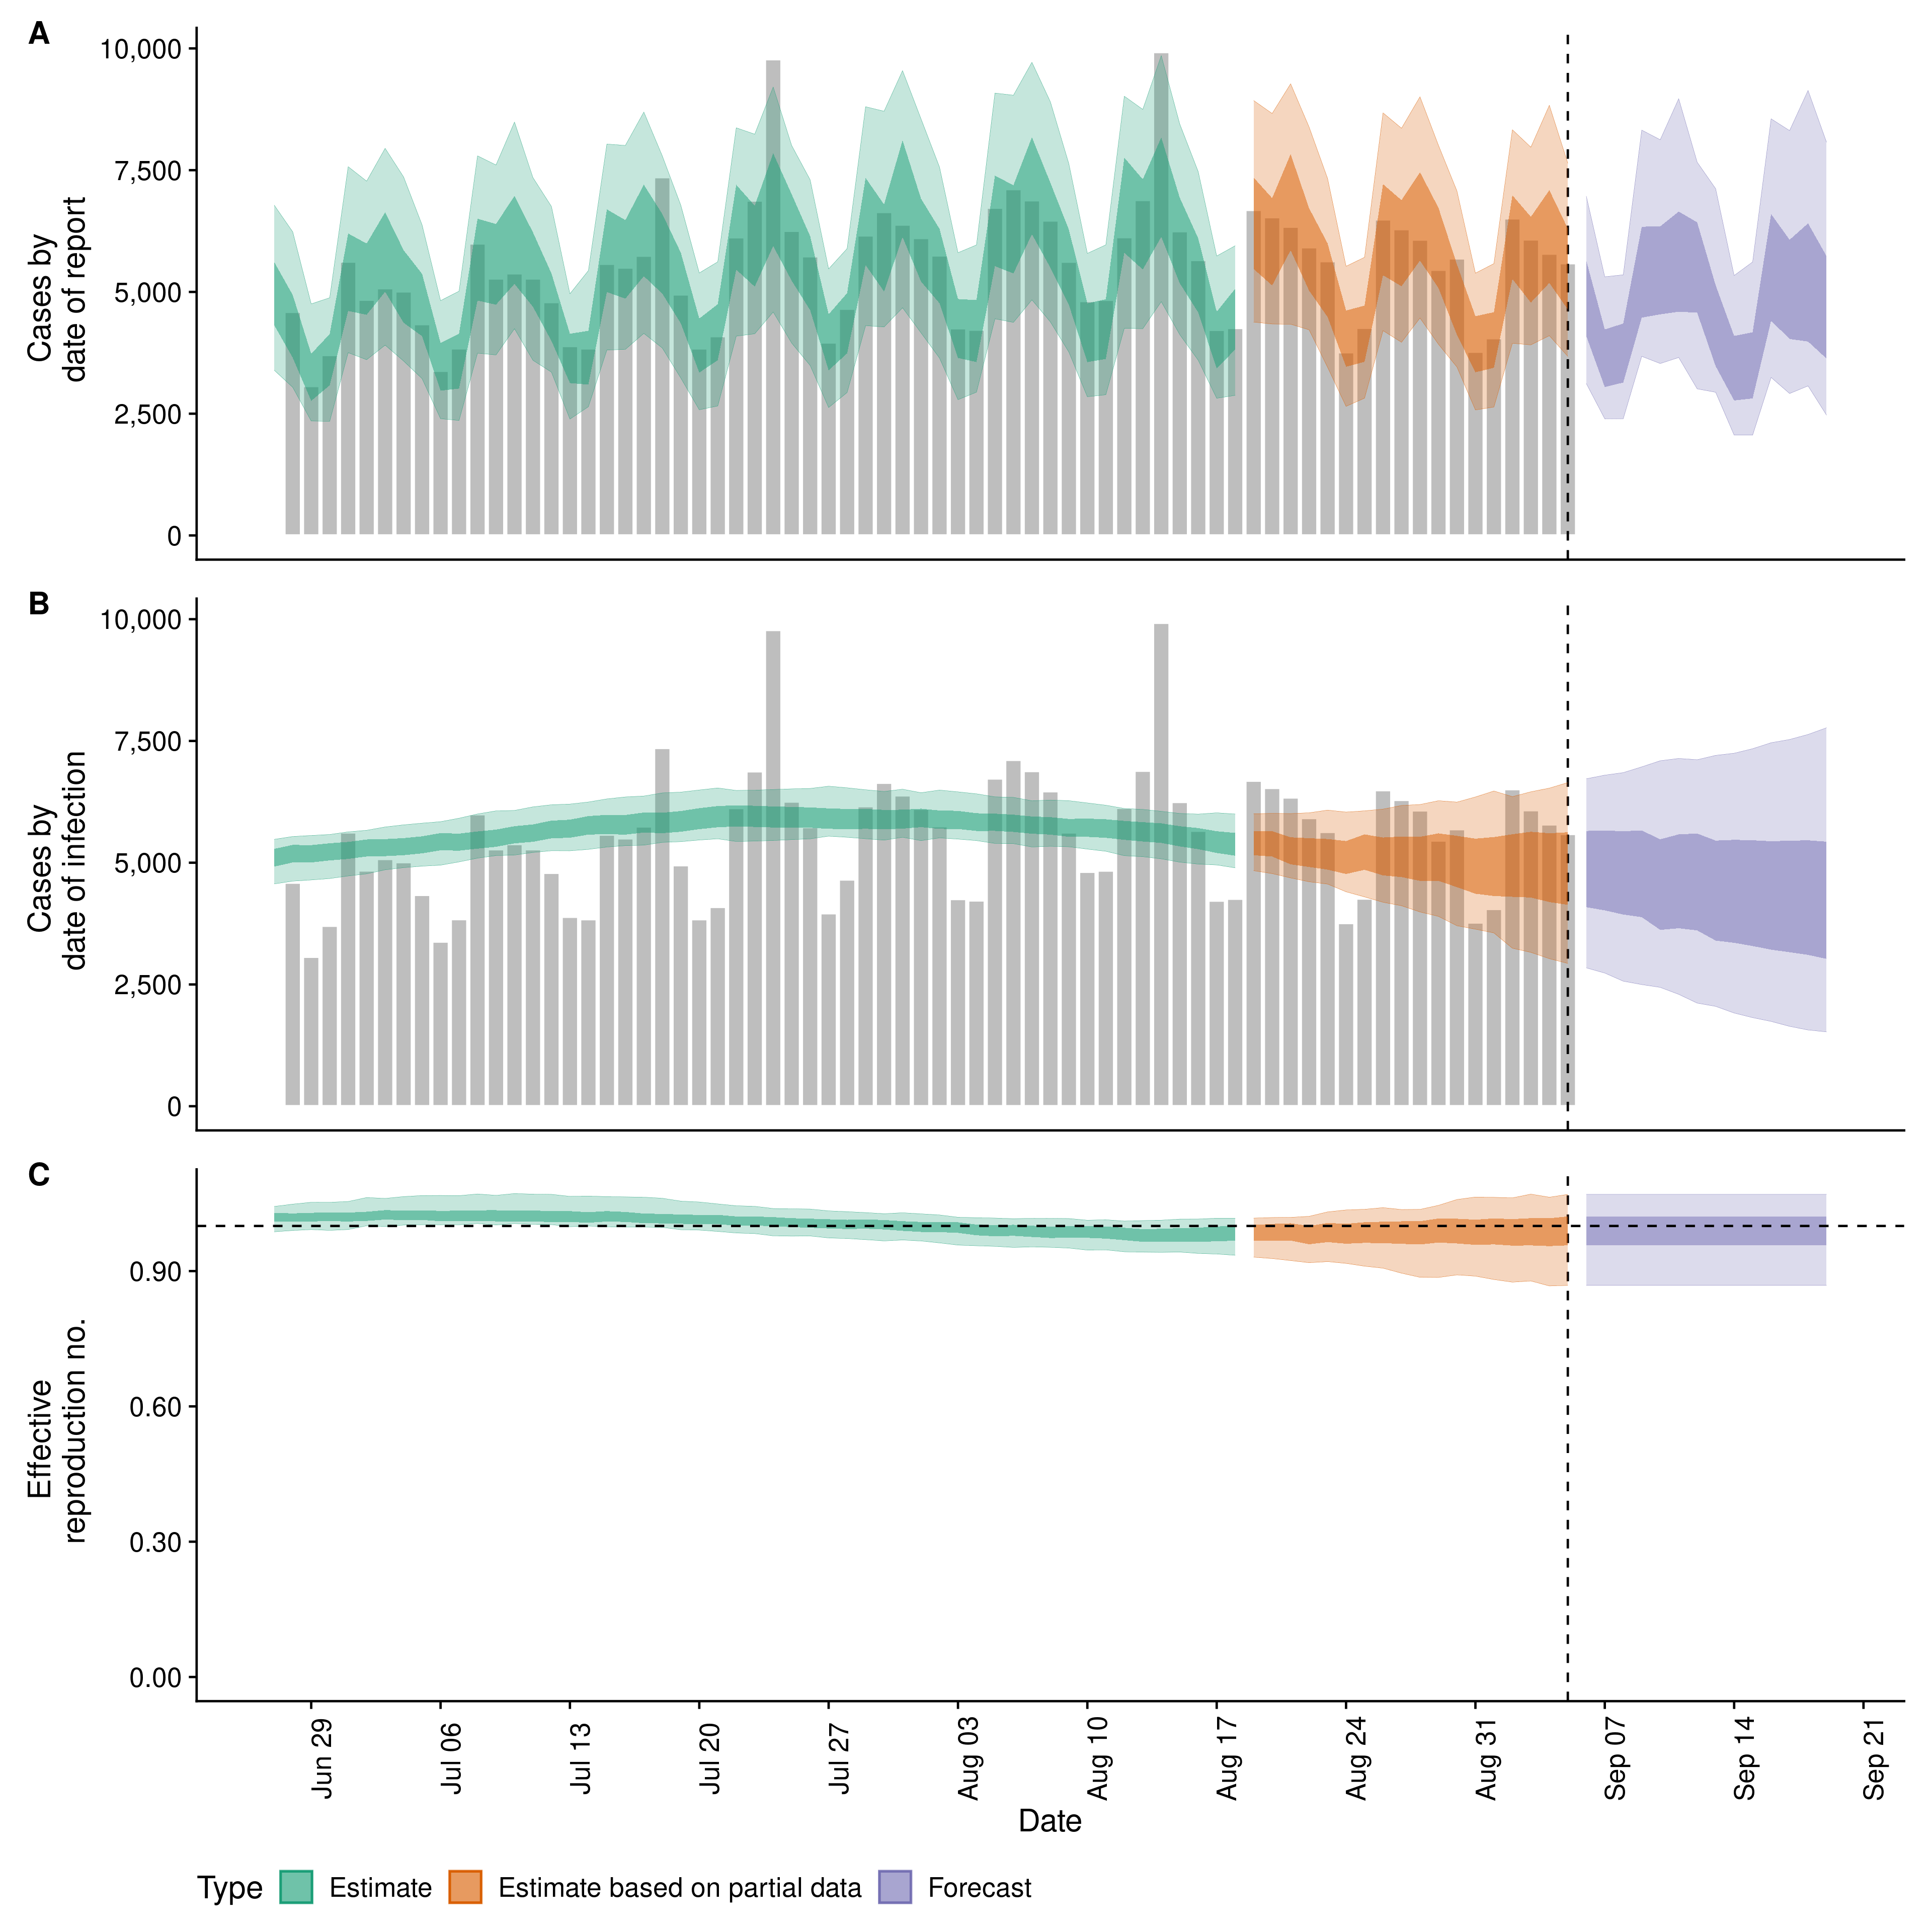 A
10,000
7,500
5,000
2,500
0
Cases by
date of report
B
10,000
7,500
5,000
2,500
0
Cases by
date of infection
C
0.90
0.60
0.30
0.00
Effective
reproduction no.
Jun 29
Jul 06
Jul 13
Jul 20
Jul 27
Aug 03
Aug 10
Aug 17
Aug 24
Aug 31
Sep 07
Sep 14
Sep 21
Date
Type Estimate Estimate based on partial data Forecast